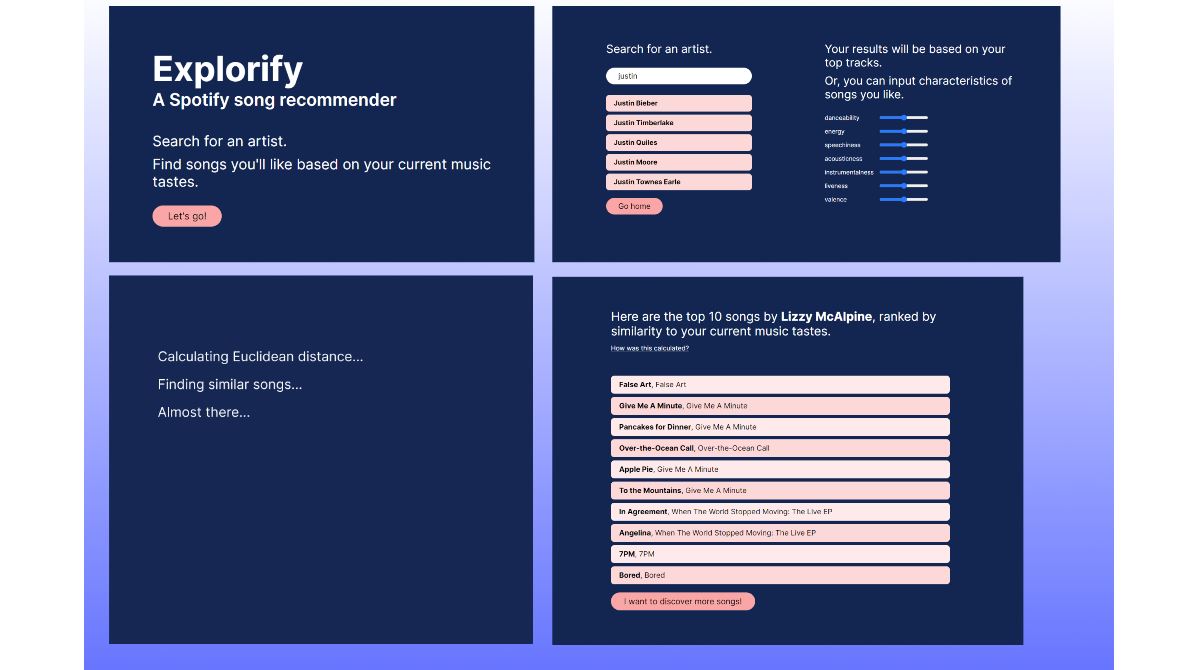 Explorify
A Spotify song recommender
Search for an artist.
Find songs you'll like based on your current music
tastes.
Let's go!
Search for an artist.
justin
Justin Bieber
Justin Timberlake
Justin Quiles
Justin Moore
Justin Townes Earle
Go home
Your results will be based on your
top tracks.
Or, you can input characteristics of
songs you like.
danceability
energy
speechiness
acousticness
instrumentalness
liveness
valence
Calculating Euclidean distance...
Finding similar songs...
Almost there...
Here are the top 10 songs by Lizzy McAlpine, ranked by
similarity to your current music tastes.
How was this calculated?
False Art, False Art
Give Me A Minute, Give Me A Minute
Pancakes for Dinner, Give Me A Minute
Over-the-Ocean Call, Over-the-Ocean Call
Apple Pie, Give Me A Minute
To the Mountains, Give Me A Minute
In Agreement, When The World Stopped Moving: The Live EP
Angelina, When The World Stopped Moving: The Live EP
7PM, 7PM
Bored, Bored
I want to discover more songs!